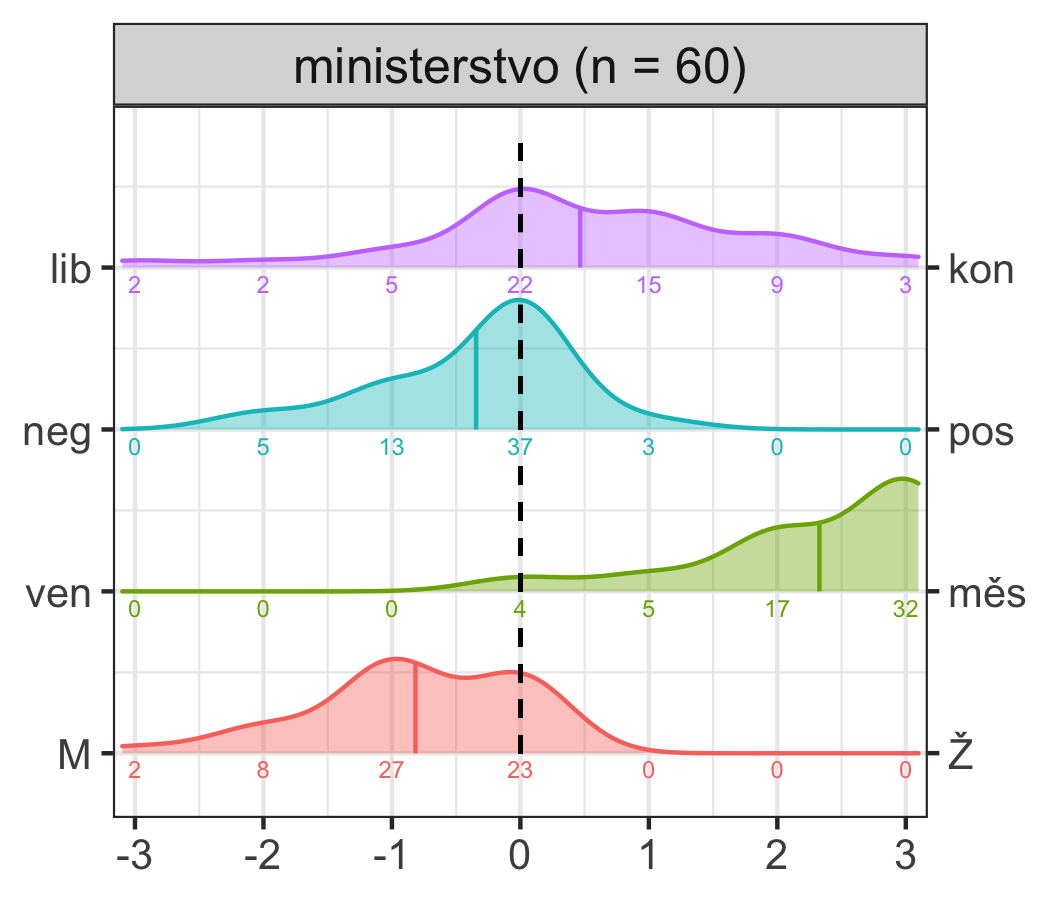 ministerstvo (n = 60)
lib kon
2 2 5 22 15 9 3
neg pos
0 5 13 37 3 0 0
ven měs
0 0 0 4 5 17 32
M Ž
2 8 27 23 0 0 0
-3 -2 -1 0 1 2 3